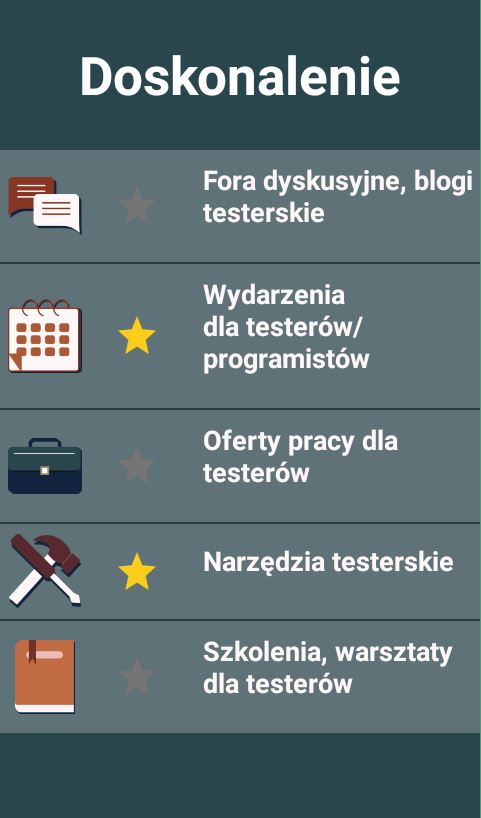 Doskonalenie
Fora dyskusyjne, blogi
testerskie
Wydarzenia
dla testerów/
programistów
Oferty pracy dla
testerów
Narzędzia testerskie
Szkolenia, warsztaty
dla testerów